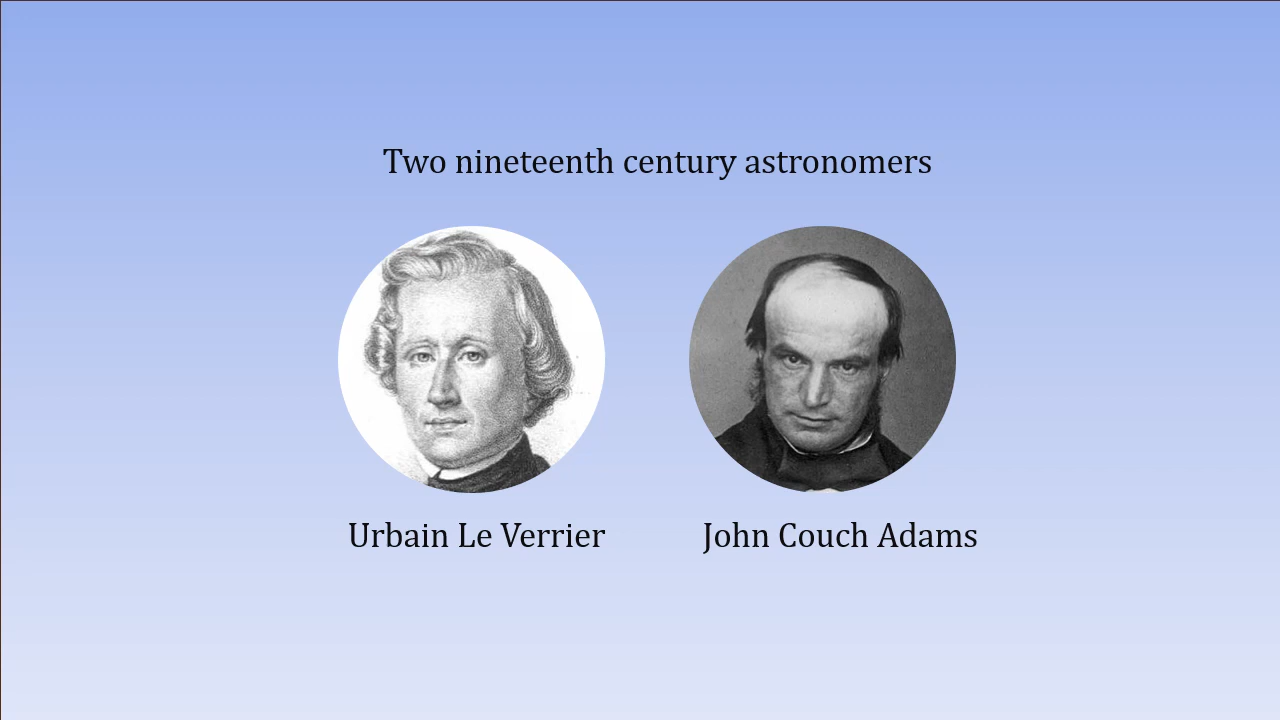 Two nineteenth century astronomers
Urbain Le Verrier
John Couch Adams